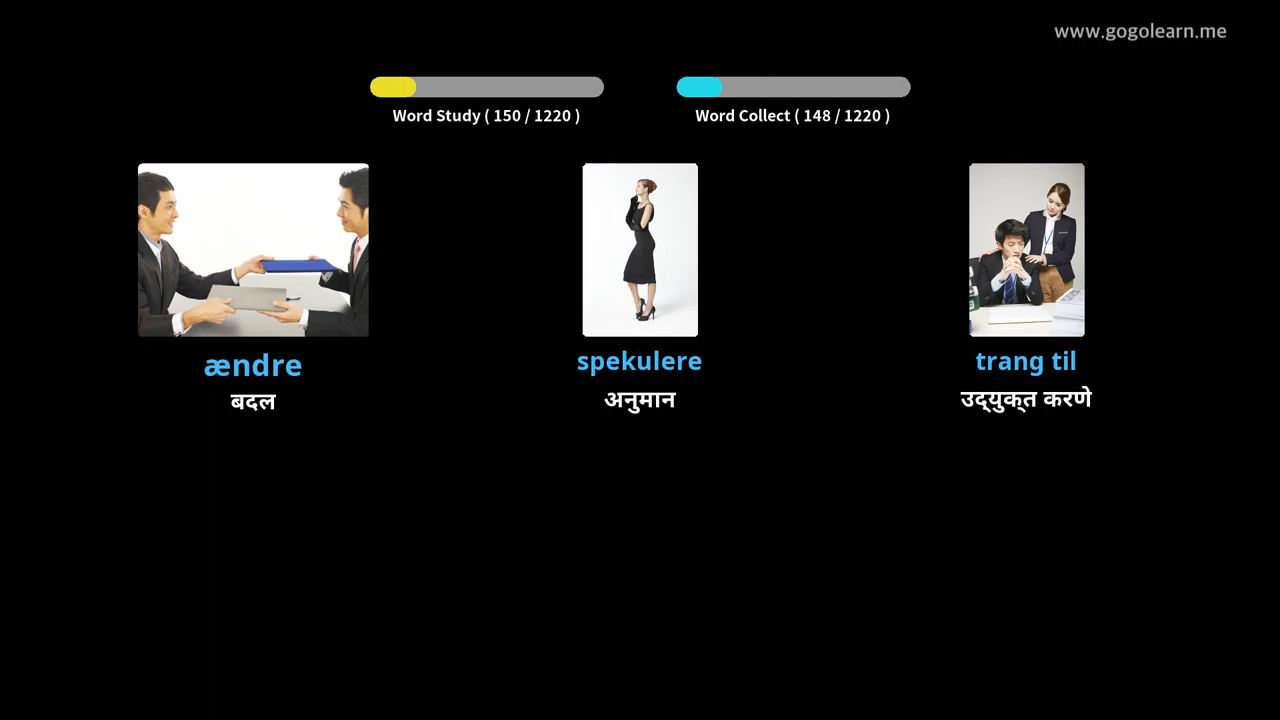 www.gogolearn.me
Word Study ( 150 / 1220 )
Word Collect ( 148 / 1220 )
ændre
बदल
spekulere
अनुमान
trang til
उद्युक्त करणे